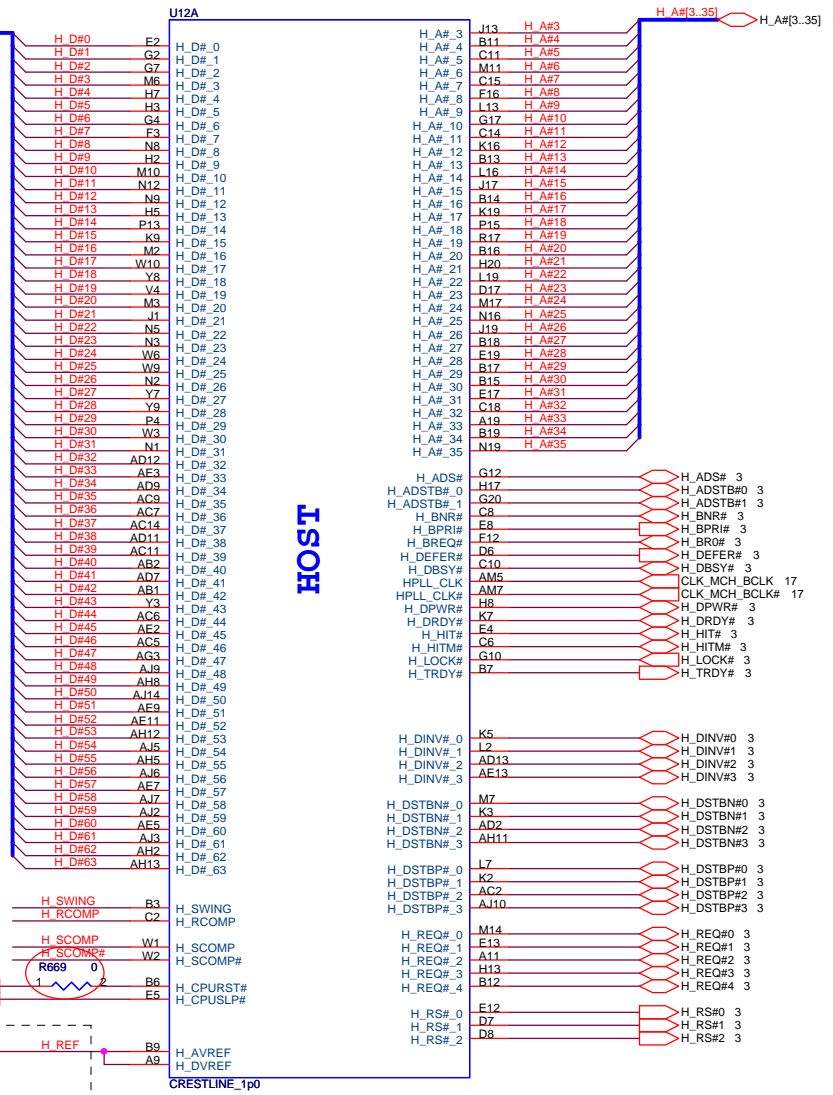 U12A
H_A#[3..35]
H_A#[3..35]
H_D#0 E2 H_D#_0
H_D#1 G2 H_D#_1
H_D#2 G7 H_D#_2
H_D#3 M6 H_D#_3
H_D#4 H7 H_D#_4
H_D#5 H3 H_D#_5
H_D#6 G4 H_D#_6
H_D#7 F3 H_D#_7
H_D#8 N8 H_D#_8
H_D#9 H2 H_D#_9
H_D#10 M10 H_D#_10
H_D#11 N12 H_D#_11
H_D#12 N9 H_D#_12
H_D#13 H5 H_D#_13
H_D#14 P13 H_D#_14
H_D#15 K9 H_D#_15
H_D#16 M2 H_D#_16
H_D#17 W10 H_D#_17
H_D#18 Y8 H_D#_18
H_D#19 V4 H_D#_19
H_D#20 M3 H_D#_20
H_D#21 J1 H_D#_21
H_D#22 N5 H_D#_22
H_D#23 N3 H_D#_23
H_D#24 W6 H_D#_24
H_D#25 W9 H_D#_25
H_D#26 N2 H_D#_26
H_D#27 Y7 H_D#_27
H_D#28 Y9 H_D#_28
H_D#29 P4 H_D#_29
H_D#30 W3 H_D#_30
H_D#31 N1 H_D#_31
H_D#32 AD12 H_D#_32
H_D#33 AE3 H_D#_33
H_D#34 AD9 H_D#_34
H_D#35 AC9 H_D#_35
H_D#36 AC7 H_D#_36
H_D#37 AC14 H_D#_37
H_D#38 AD11 H_D#_38
H_D#39 AC11 H_D#_39
H_D#40 AB2 H_D#_40
H_D#41 AD7 H_D#_41
H_D#42 AB1 H_D#_42
H_D#43 Y3 H_D#_43
H_D#44 AC6 H_D#_44
H_D#45 AE2 H_D#_45
H_D#46 AC5 H_D#_46
H_D#47 AG3 H_D#_47
H_D#48 AJ9 H_D#_48
H_D#49 AH8 H_D#_49
H_D#50 AJ14 H_D#_50
H_D#51 AE9 H_D#_51
H_D#52 AE11 H_D#_52
H_D#53 AH12 H_D#_53
H_D#54 AJ5 H_D#_54
H_D#55 AH5 H_D#_55
H_D#56 AJ6 H_D#_56
H_D#57 AE7 H_D#_57
H_D#58 AJ7 H_D#_58
H_D#59 AJ2 H_D#_59
H_D#60 AE5 H_D#_60
H_D#61 AJ3 H_D#_61
H_D#62 AH2 H_D#_62
H_D#63 AH13 H_D#_63
H_SWING B3 H_SWING
H_RCOMP C2 H_RCOMP
H_SCOMP W1 H_SCOMP
H_SCOMP# W2 H_SCOMP#
R669 0
1 2 B6 H_CPURST#
E5 H_CPUSLP#
H_REF B9 H_AVREF
A9 H_DVREF
HOST
H_A#_3 J13 H_A#3
H_A#_4 B11 H_A#4
H_A#_5 C11 H_A#5
H_A#_6 M11 H_A#6
H_A#_7 C15 H_A#7
H_A#_8 F16 H_A#8
H_A#_9 L13 H_A#9
H_A#_10 G17 H_A#10
H_A#_11 C14 H_A#11
H_A#_12 K16 H_A#12
H_A#_13 B13 H_A#13
H_A#_14 L16 H_A#14
H_A#_15 J17 H_A#15
H_A#_16 B14 H_A#16
H_A#_17 K19 H_A#17
H_A#_18 P15 H_A#18
H_A#_19 R17 H_A#19
H_A#_20 B16 H_A#20
H_A#_21 H20 H_A#21
H_A#_22 L19 H_A#22
H_A#_23 D17 H_A#23
H_A#_24 M17 H_A#24
H_A#_25 N16 H_A#25
H_A#_26 J19 H_A#26
H_A#_27 B18 H_A#27
H_A#_28 E19 H_A#28
H_A#_29 B17 H_A#29
H_A#_30 B15 H_A#30
H_A#_31 E17 H_A#31
H_A#_32 C18 H_A#32
H_A#_33 A19 H_A#33
H_A#_34 B19 H_A#34
H_A#_35 N19 H_A#35
H_ADS# G12 H_ADS# 3
H_ADSTB#_0 H17 H_ADSTB#0 3
H_ADSTB#_1 G20 H_ADSTB#1 3
H_BNR# C8 H_BNR# 3
H_BPRI# E8 H_BPRI# 3
H_BREQ# F12 H_BR0# 3
H_DEFER# D6 H_DEFER# 3
H_DBSY# C10 H_DBSY# 3
HPLL_CLK AM5 CLK_MCH_BCLK 17
HPLL_CLK# AM7 CLK_MCH_BCLK# 17
H_DPWR# H8 H_DPWR# 3
H_DRDY# K7 H_DRDY# 3
H_HIT# E4 H_HIT# 3
H_HITM# C6 H_HITM# 3
H_LOCK# G10 H_LOCK# 3
H_TRDY# B7 H_TRDY# 3
H_DINV#_0 K5 H_DINV#0 3
H_DINV#_1 L2 H_DINV#1 3
H_DINV#_2 AD13 H_DINV#2 3
H_DINV#_3 AE13 H_DINV#3 3
H_DSTBN#_0 M7 H_DSTBN#0 3
H_DSTBN#_1 K3 H_DSTBN#1 3
H_DSTBN#_2 AD2 H_DSTBN#2 3
H_DSTBN#_3 AH11 H_DSTBN#3 3
H_DSTBP#_0 L7 H_DSTBP#0 3
H_DSTBP#_1 K2 H_DSTBP#1 3
H_DSTBP#_2 AC2 H_DSTBP#2 3
H_DSTBP#_3 AJ10 H_DSTBP#3 3
H_REQ#_0 M14 H_REQ#0 3
H_REQ#_1 E13 H_REQ#1 3
H_REQ#_2 A11 H_REQ#2 3
H_REQ#_3 H13 H_REQ#3 3
H_REQ#_4 B12 H_REQ#4 3
H_RS#_0 E12 H_RS#0 3
H_RS#_1 D7 H_RS#1 3
H_RS#_2 D8 H_RS#2 3
CRESTLINE_1p0